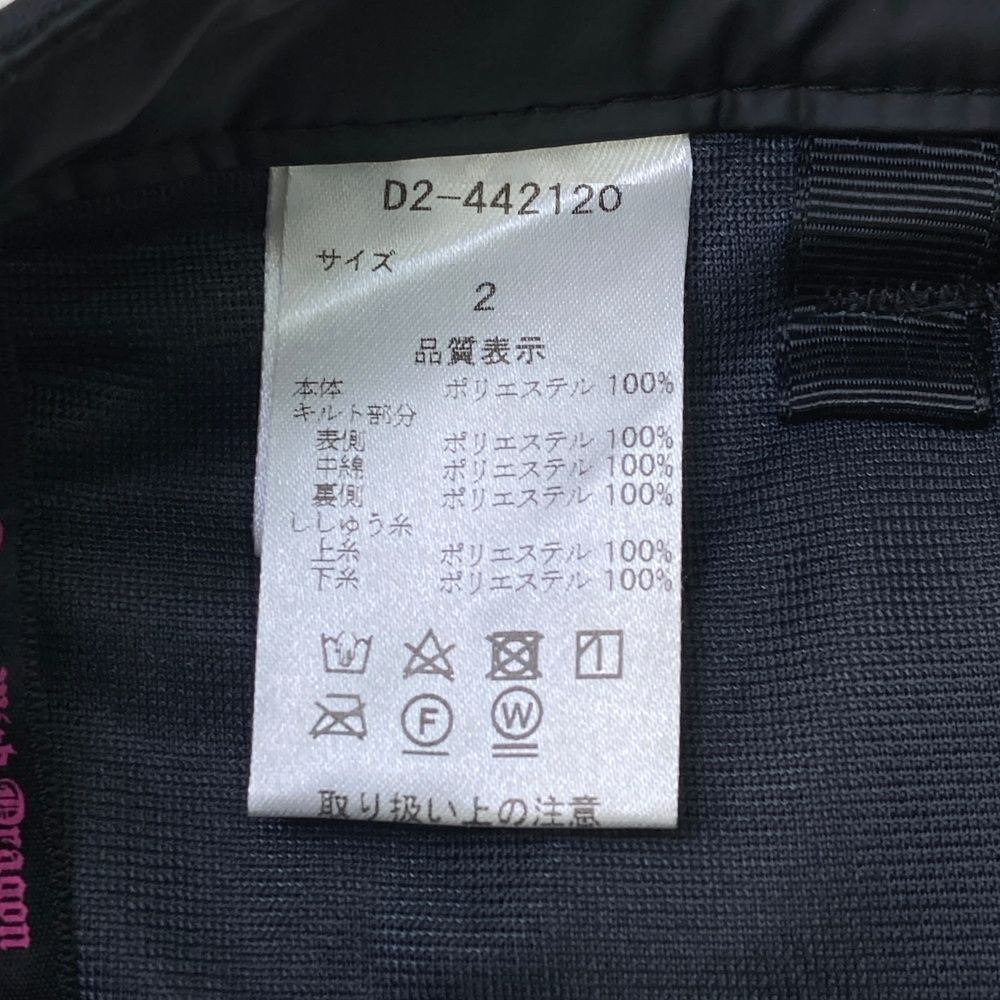 D2-442120
サイズ
2
品質表示
本体 ポリエステル 100%
キルト部分
表側 ポリエステル 100%
中綿 ポリエステル 100%
裏側 ポリエステル 100%
ししゅう糸
上糸 ポリエステル 100%
下糸 ポリエステル 100%
F W
取り扱い上の注意
Dragon